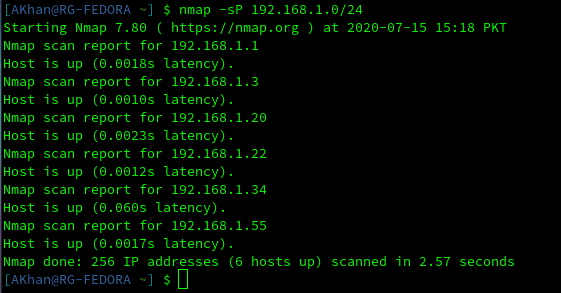 [AKhan@RG-FEDORA ~] $ nmap -sP 192.168.1.0/24
Starting Nmap 7.80 ( https://nmap.org ) at 2020-07-15 15:18 PKT
Nmap scan report for 192.168.1.1
Host is up (0.0018s latency).
Nmap scan report for 192.168.1.3
Host is up (0.0010s latency).
Nmap scan report for 192.168.1.20
Host is up (0.0023s latency).
Nmap scan report for 192.168.1.22
Host is up (0.0012s latency).
Nmap scan report for 192.168.1.34
Host is up (0.060s latency).
Nmap scan report for 192.168.1.55
Host is up (0.0017s latency).
Nmap done: 256 IP addresses (6 hosts up) scanned in 2.57 seconds
[AKhan@RG-FEDORA ~] $